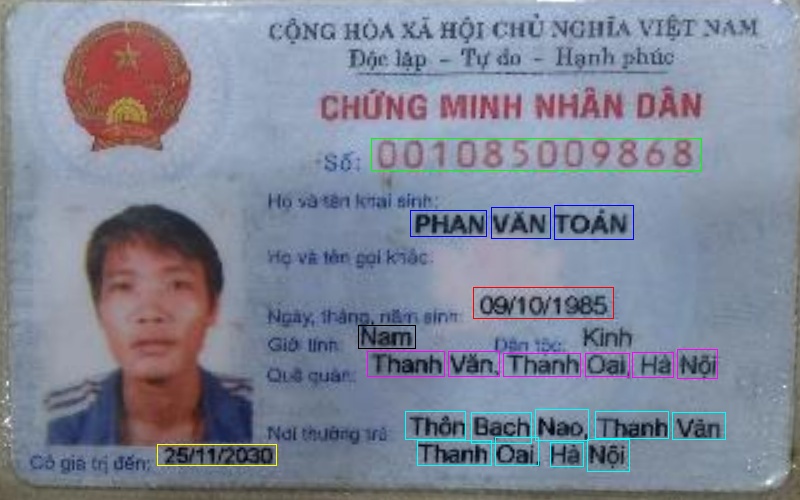 CỘNG HÒA XÃ HỘI CHỦ NGHĨA VIỆT NAM
Độc lập - Tự do - Hạnh phúc
CHỨNG MINH NHÂN DÂN
Số: 001085009868
Họ và tên khai sinh:
PHAN VĂN TOẢN
Họ và tên gọi khác:
Ngày, tháng, năm sinh: 09/10/1985
Giới tính: Nam Dân tộc: Kinh
Quê quán: Thanh Văn, Thanh Oai, Hà Nội
Nơi thường trú: Thôn Bạch Nao, Thanh Văn
Thanh Oai, Hà Nội
Có giá trị đến: 25/11/2030